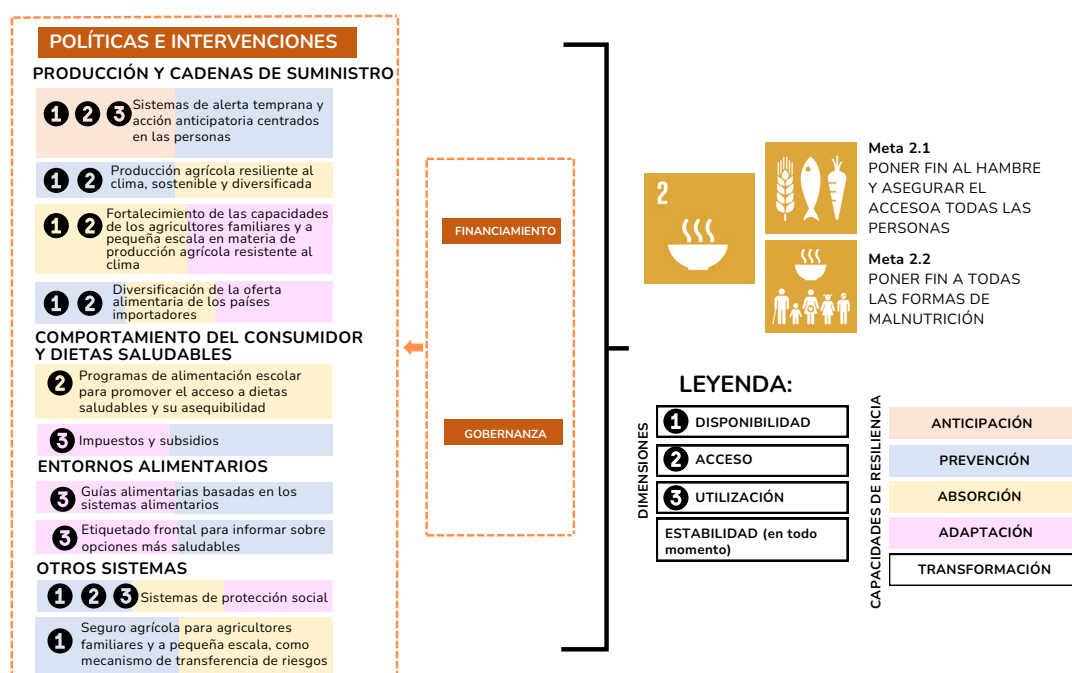 POLÍTICAS E INTERVENCIONES
PRODUCCIÓN Y CADENAS DE SUMINISTRO
1 2 3 Sistemas de alerta temprana y
acción anticipatoria centrados
en las personas
1 2 Producción agrícola resiliente al
clima, sostenible y diversificada
1 2 Fortalecimiento de las capacidades
de los agricultores familiares y a
pequeña escala en materia de
producción agrícola resistente al
clima
1 2 Diversificación de la oferta
alimentaria de los países
importadores
COMPORTAMIENTO DEL CONSUMIDOR
Y DIETAS SALUDABLES
2 Programas de alimentación escolar
para promover el acceso a dietas
saludables y su asequibilidad
3 Impuestos y subsidios
ENTORNOS ALIMENTARIOS
3 Guías alimentarias basadas en los
sistemas alimentarios
3 Etiquetado frontal para informar sobre
opciones más saludables
OTROS SISTEMAS
1 2 3 Sistemas de protección social
1 Seguro agrícola para agricultores
familiares y a pequeña escala, como
mecanismo de transferencia de riesgos
FINANCIAMIENTO
GOBERNANZA
2
Meta 2.1
PONER FIN AL HAMBRE
Y ASEGURAR EL
ACCESOA TODAS LAS
PERSONAS
Meta 2.2
PONER FIN A TODAS
LAS FORMAS DE
MALNUTRICIÓN
LEYENDA:
DIMENSIONES
1 DISPONIBILIDAD
2 ACCESO
3 UTILIZACIÓN
ESTABILIDAD (en todo
momento)
CAPACIDADES DE RESILIENCIA
ANTICIPACIÓN
PREVENCIÓN
ABSORCIÓN
ADAPTACIÓN
TRANSFORMACIÓN